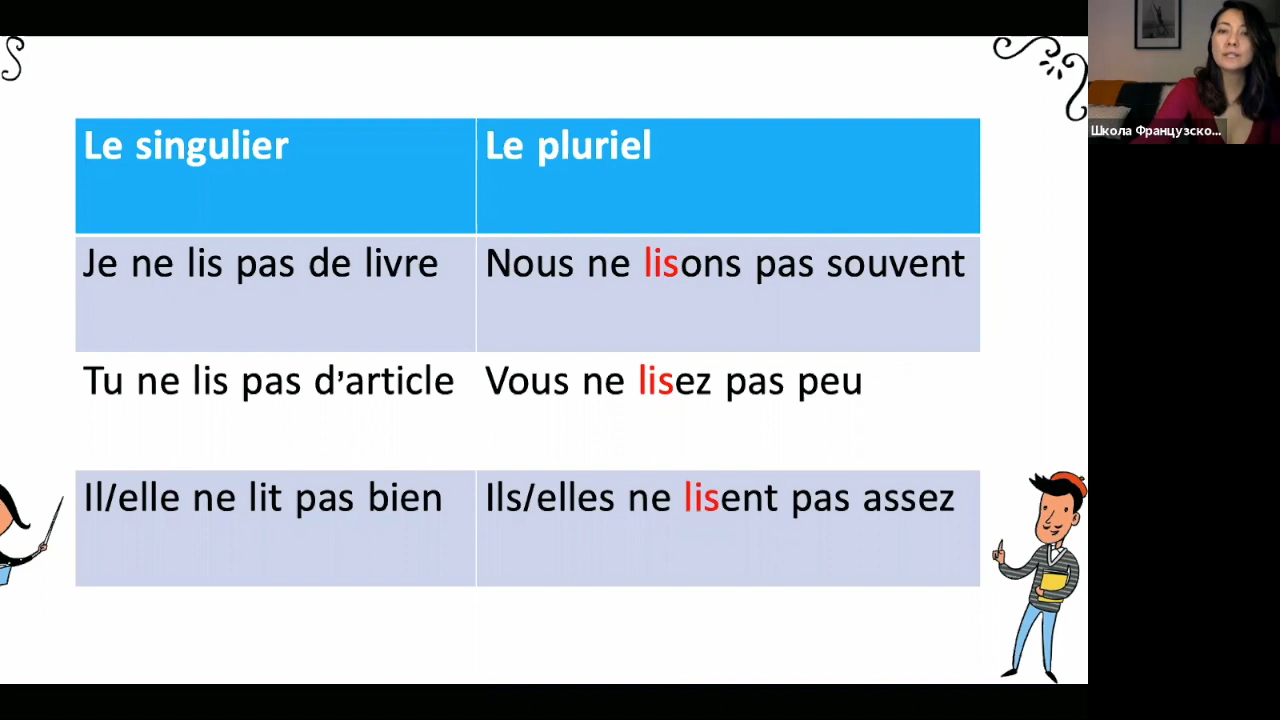 Le singulier
Le pluriel
Je ne lis pas de livre
Nous ne lisons pas souvent
Tu ne lis pas d’article
Vous ne lisez pas peu
Il/elle ne lit pas bien
Ils/elles ne lisent pas assez
Школа Французско...